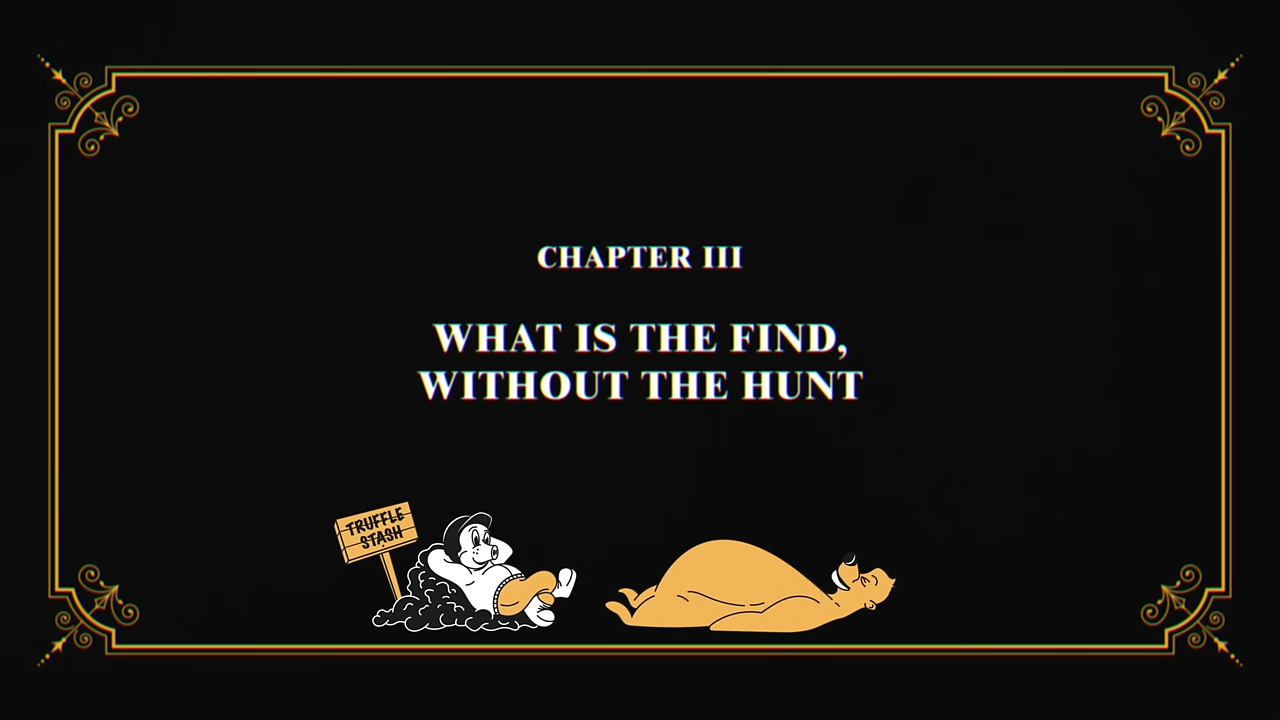 CHAPTER III
WHAT IS THE FIND,
WITHOUT THE HUNT
TRUFFLE
STASH